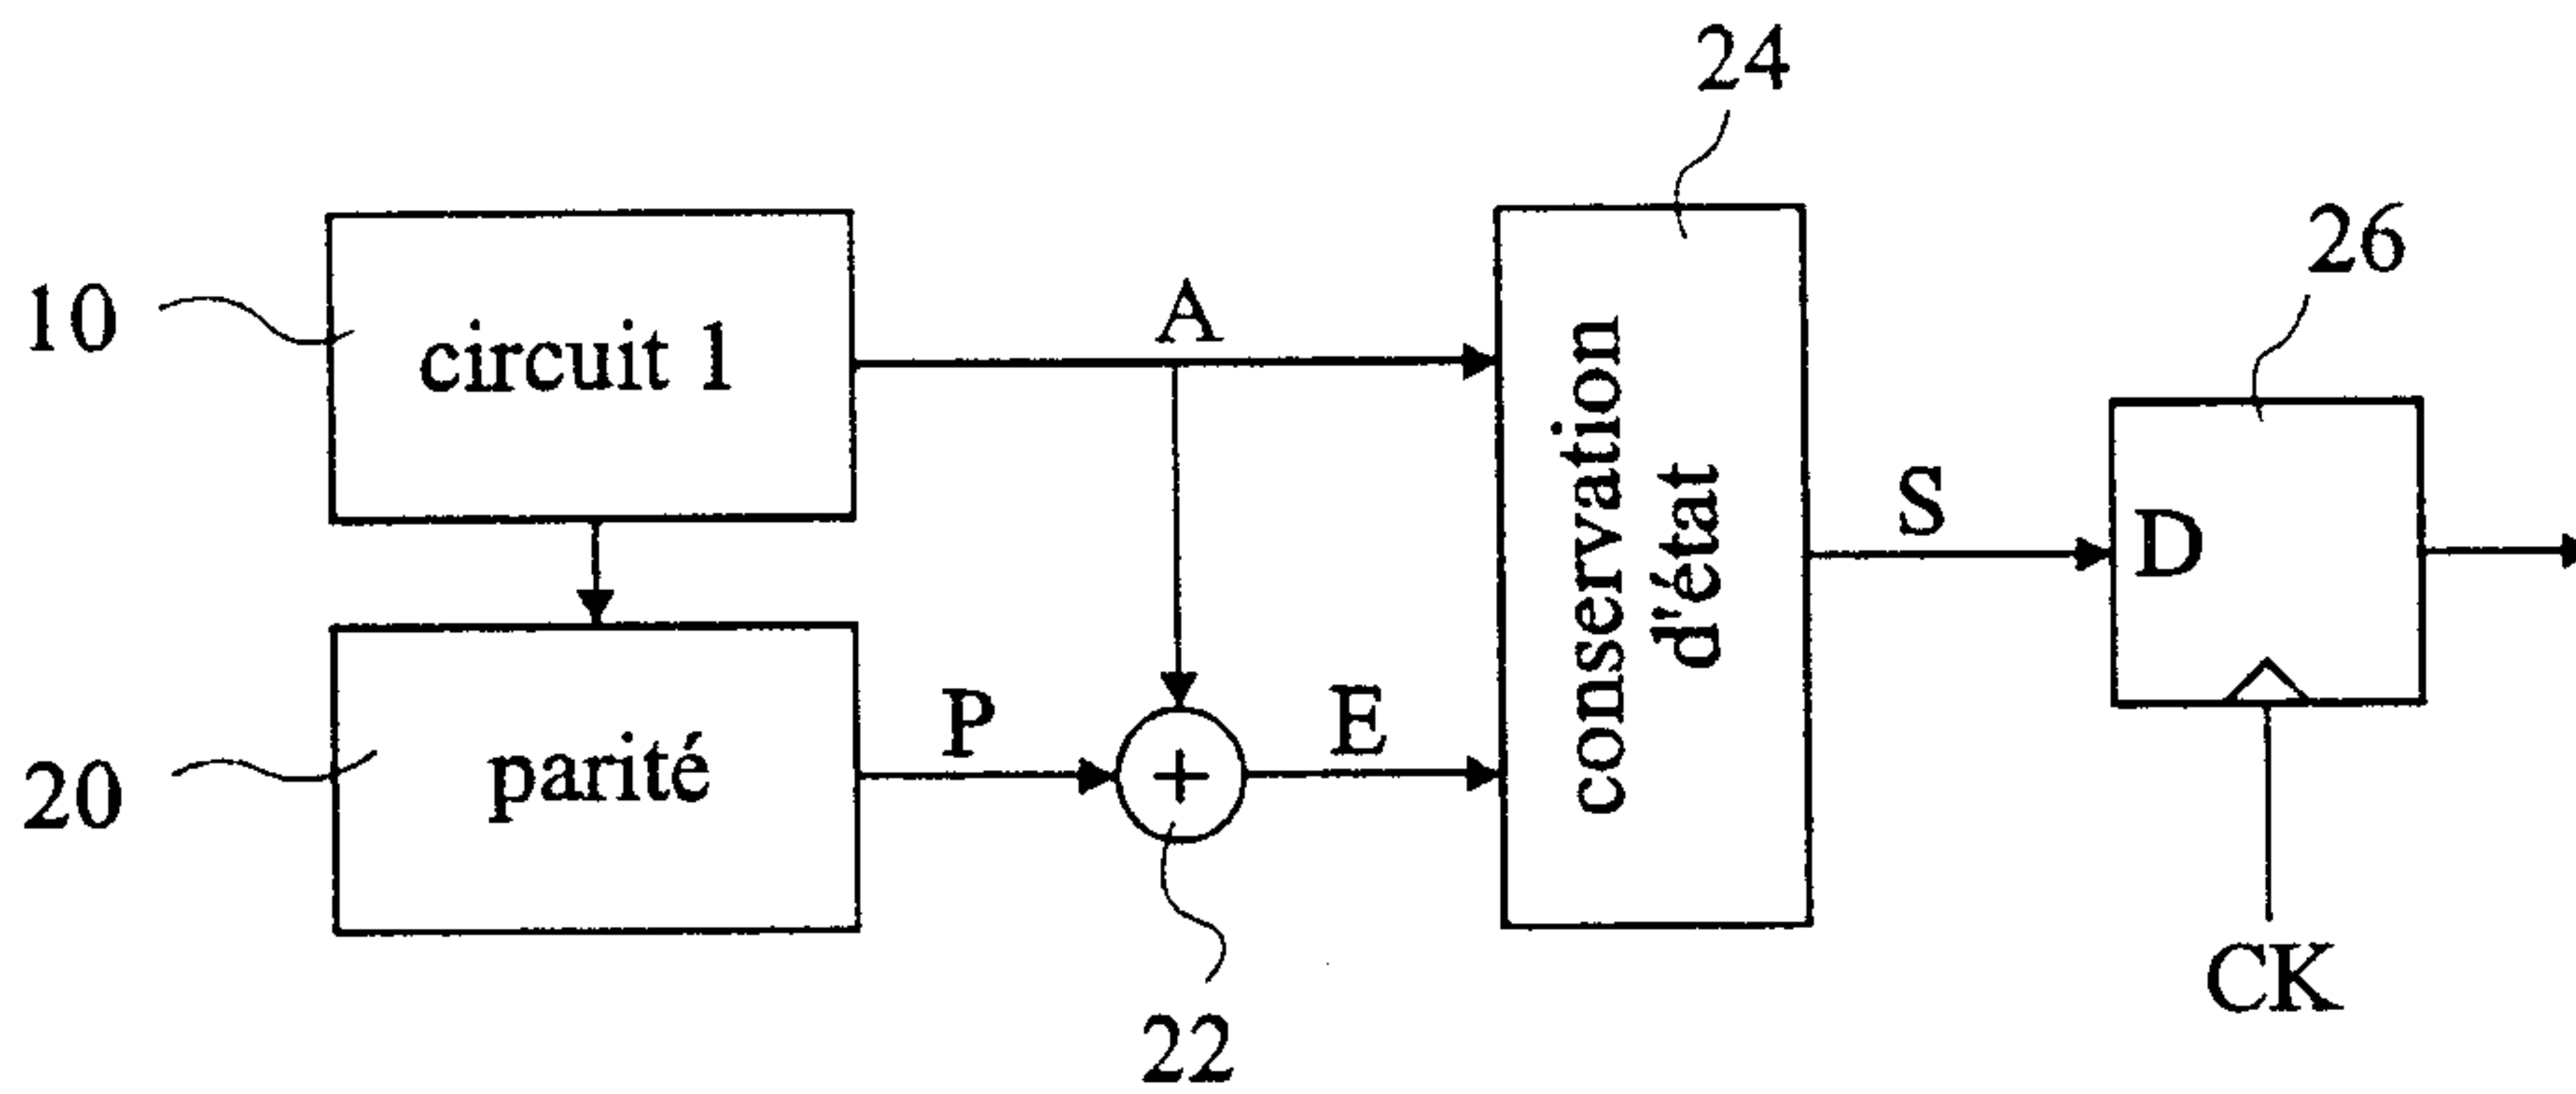 24
26
10
circuit 1
A
conservation
d'état
S
D
P
E
20
parité
CK
22